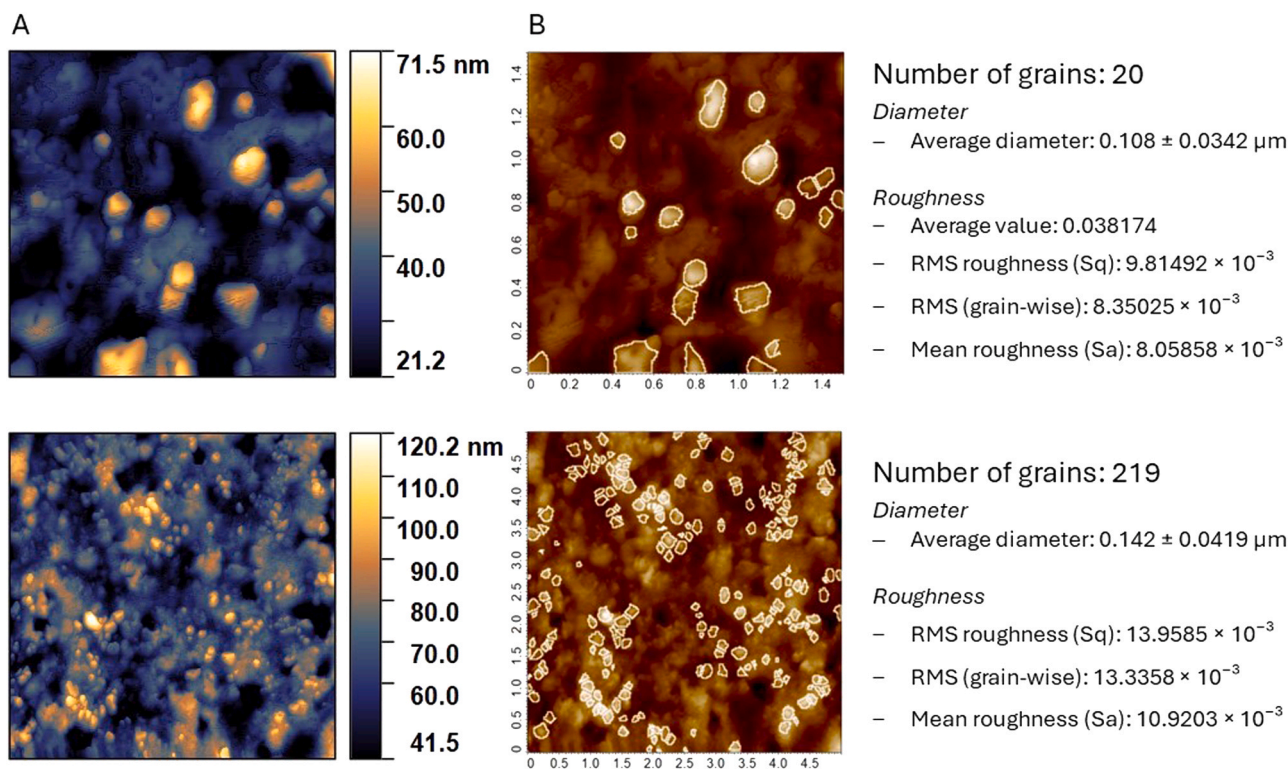 A
B
71.5 nm
60.0
50.0
40.0
30.0
21.2
1.4
1.2
1.0
0.8
0.6
0.4
0.2
0
0 0.2 0.4 0.6 0.8 1.0 1.2 1.4
Number of grains: 20
Diameter
– Average diameter: 0.108 ± 0.0342 µm
Roughness
– Average value: 0.038174
– RMS roughness (Sq): 9.81492 × 10⁻³
– RMS (grain-wise): 8.35025 × 10⁻³
– Mean roughness (Sa): 8.05858 × 10⁻³
120.2 nm
110.0
100.0
90.0
80.0
70.0
60.0
41.5
4.5
4.0
3.5
3.0
2.5
2.0
1.5
1.0
0.5
0
0 0.5 1.0 1.5 2.0 2.5 3.0 3.5 4.0 4.5
Number of grains: 219
Diameter
– Average diameter: 0.142 ± 0.0419 µm
Roughness
– RMS roughness (Sq): 13.9585 × 10⁻³
– RMS (grain-wise): 13.3358 × 10⁻³
– Mean roughness (Sa): 10.9203 × 10⁻³